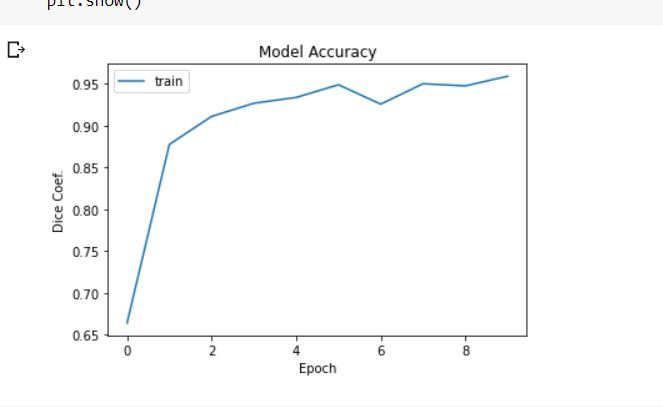 plt.show()
Model Accuracy
train
Dice Coef.
0.95
0.90
0.85
0.80
0.75
0.70
0.65
0 2 4 6 8
Epoch